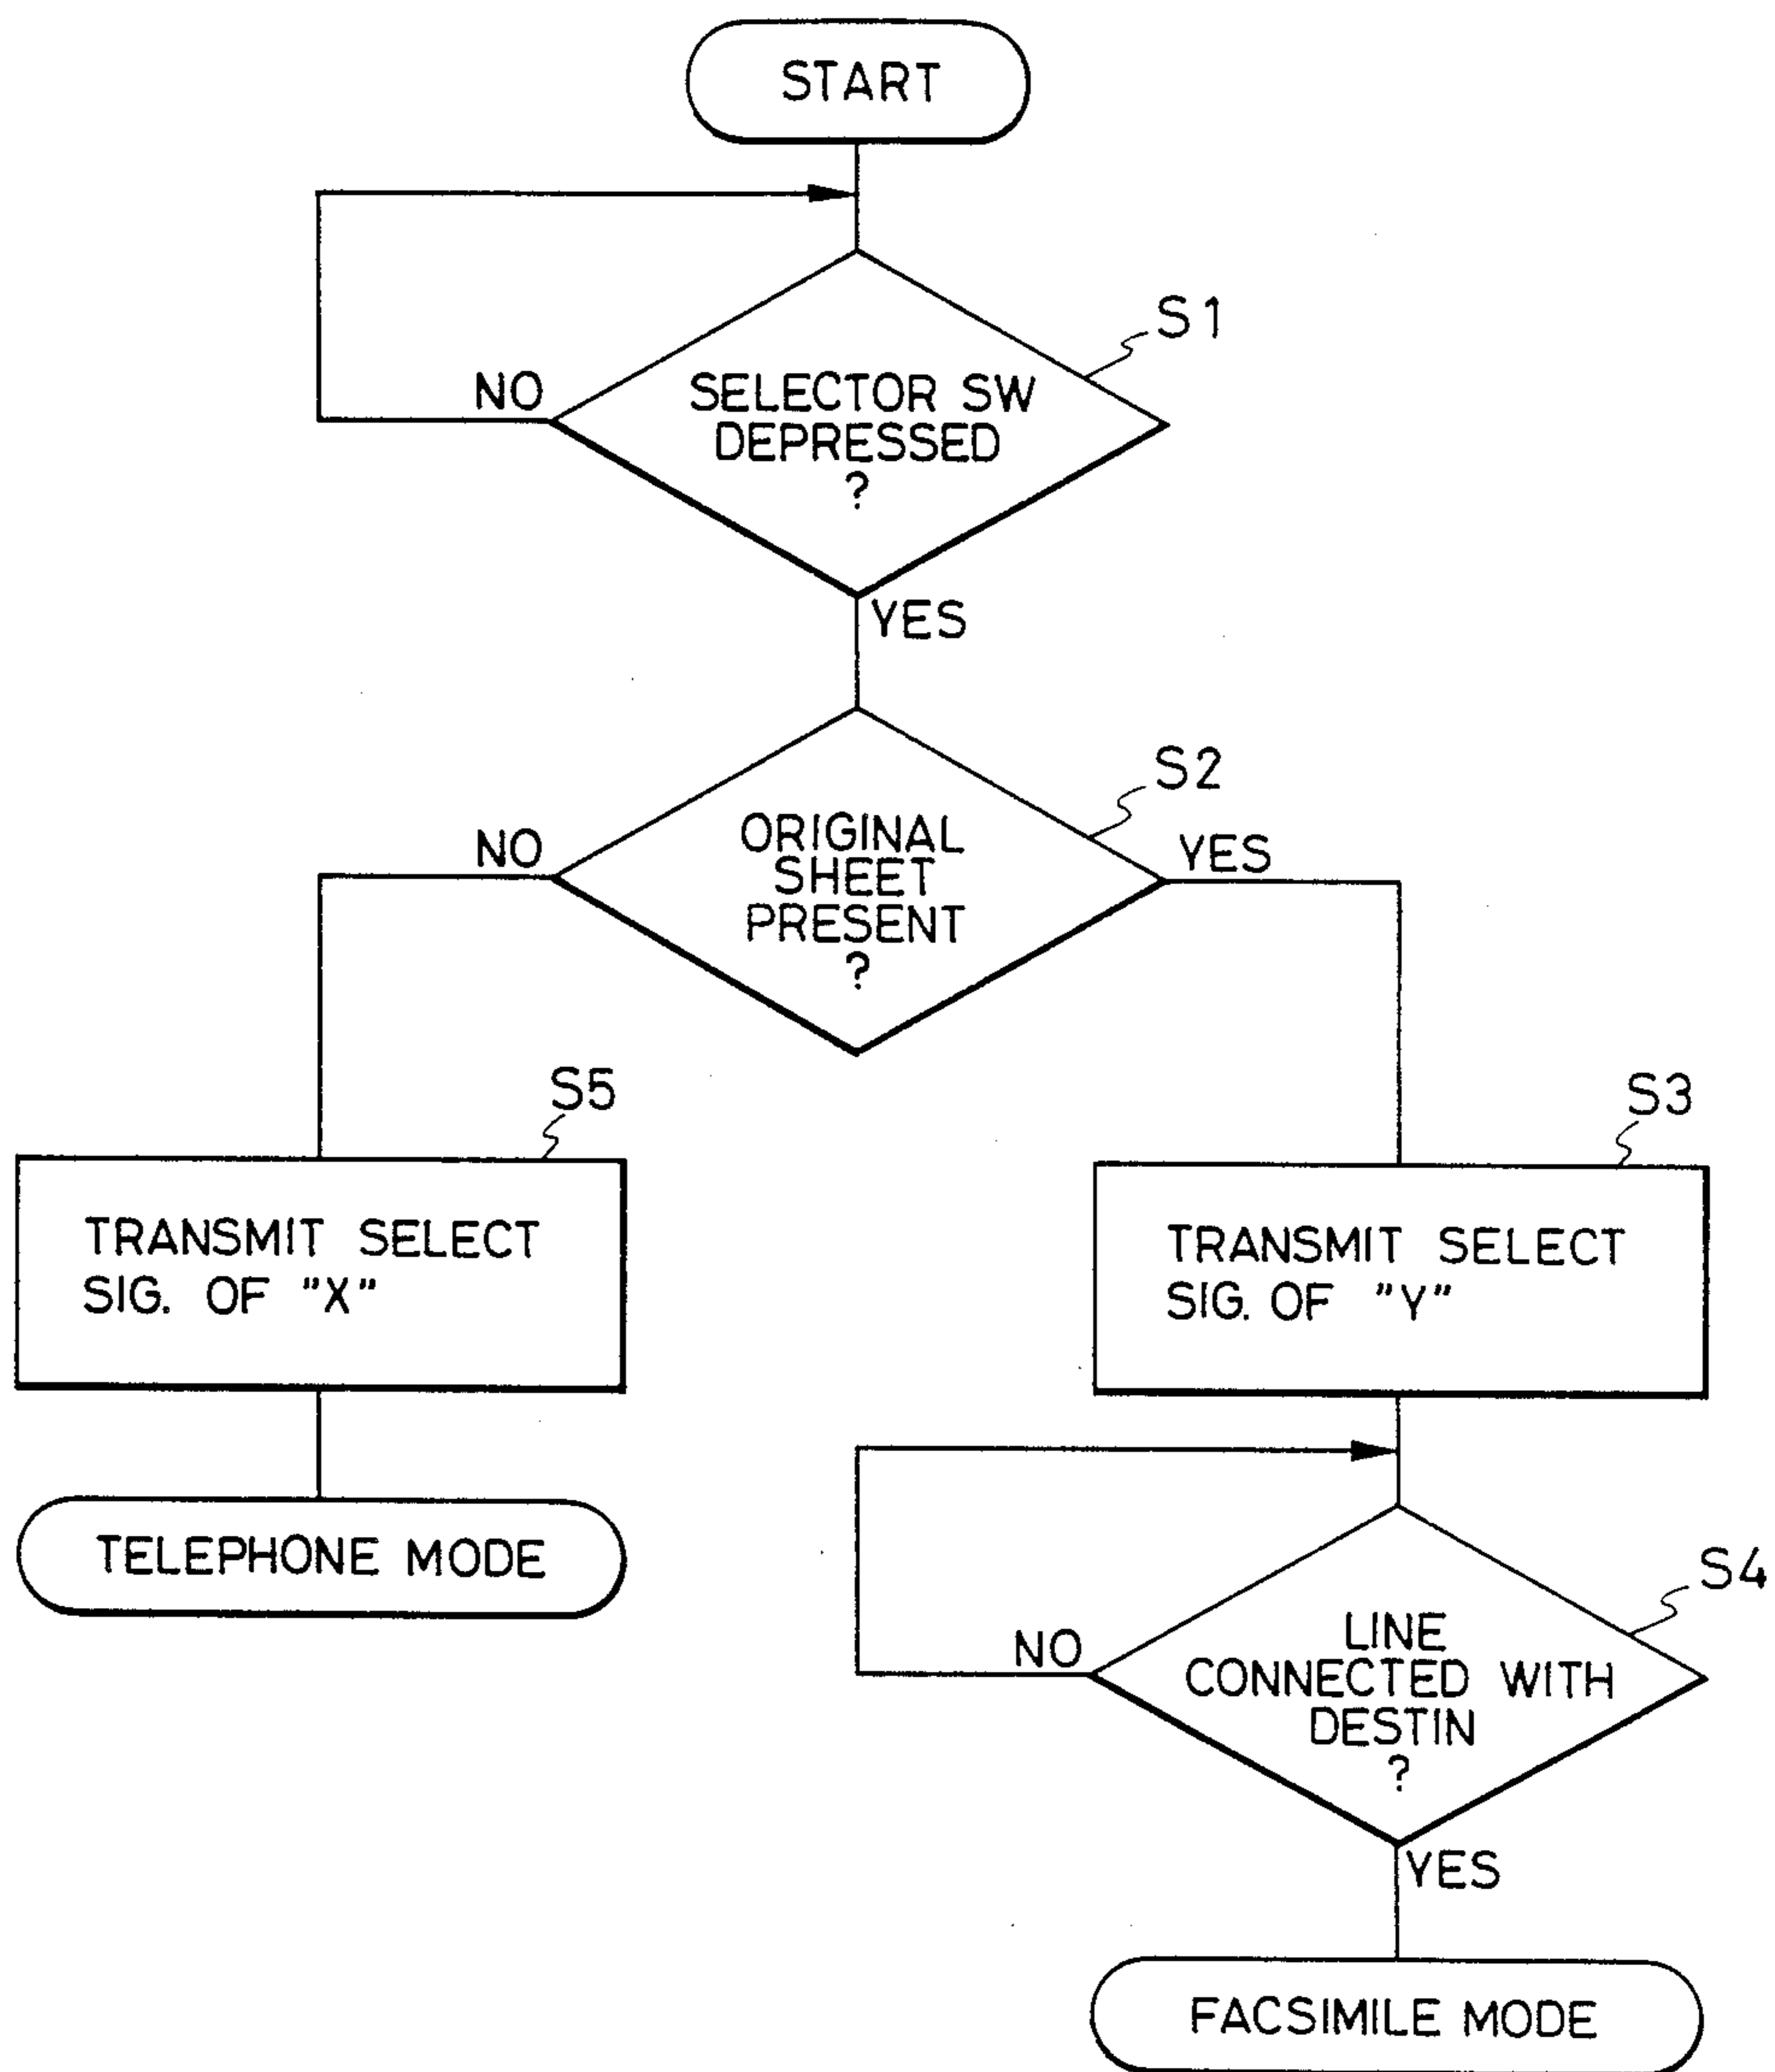 START
S1
NO
SELECTOR SW
DEPRESSED
?
YES
S2
NO
ORIGINAL
SHEET
PRESENT
?
YES
S5
S3
TRANSMIT SELECT
SIG. OF "X"
TRANSMIT SELECT
SIG. OF "Y"
TELEPHONE MODE
S4
NO
LINE
CONNECTED WITH
DESTIN
?
YES
FACSIMILE MODE